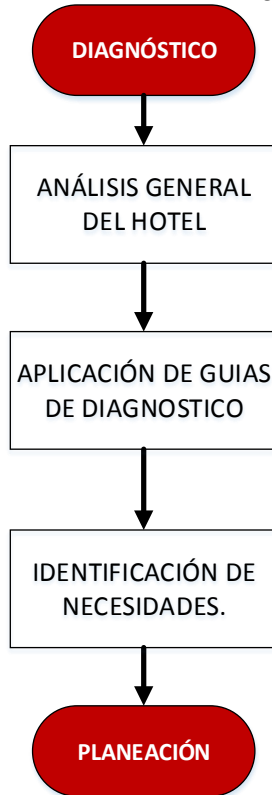 DIAGNÓSTICO
ANÁLISIS GENERAL
DEL HOTEL
APLICACIÓN DE GUIAS
DE DIAGNOSTICO
IDENTIFICACIÓN DE
NECESIDADES.
PLANEACIÓN